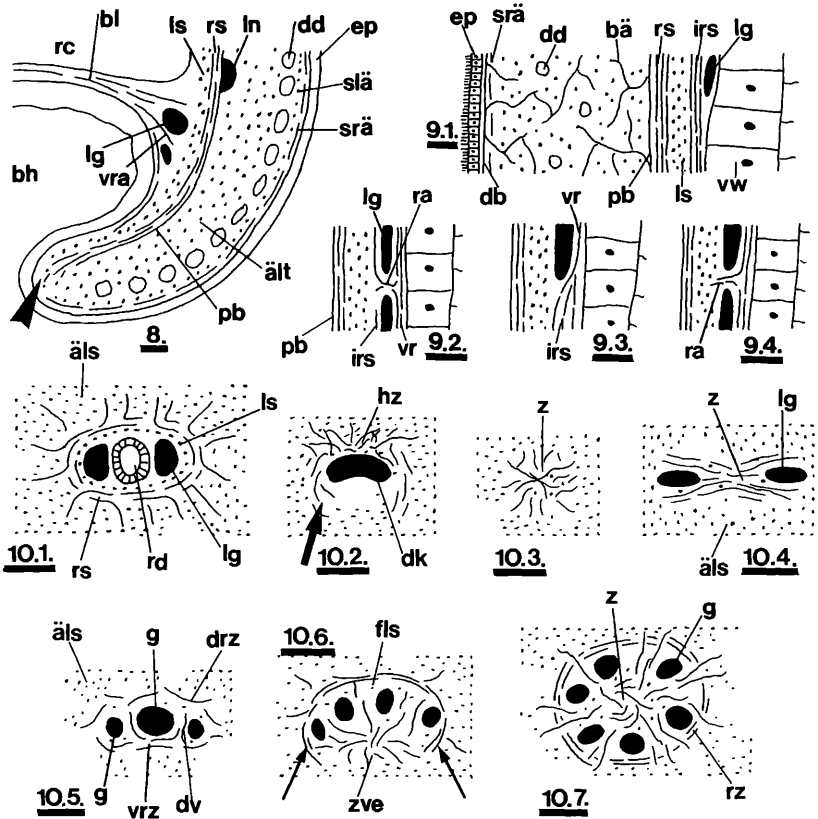 bl ls rs ln dd ep
rc
slä
srä
lg
vra
bh
ält
pb
8.
ep srä dd bä rs irs lg
9.1.
db pb ls vw
lg ra vr
pb irs vr 9.2. irs 9.3. ra 9.4.
äls ls hz z z lg
10.1. rs rd lg 10.2. dk 10.3. äls 10.4.
äls g drz 10.6. fls z g
10.5. g vrz dv zve 10.7. rz